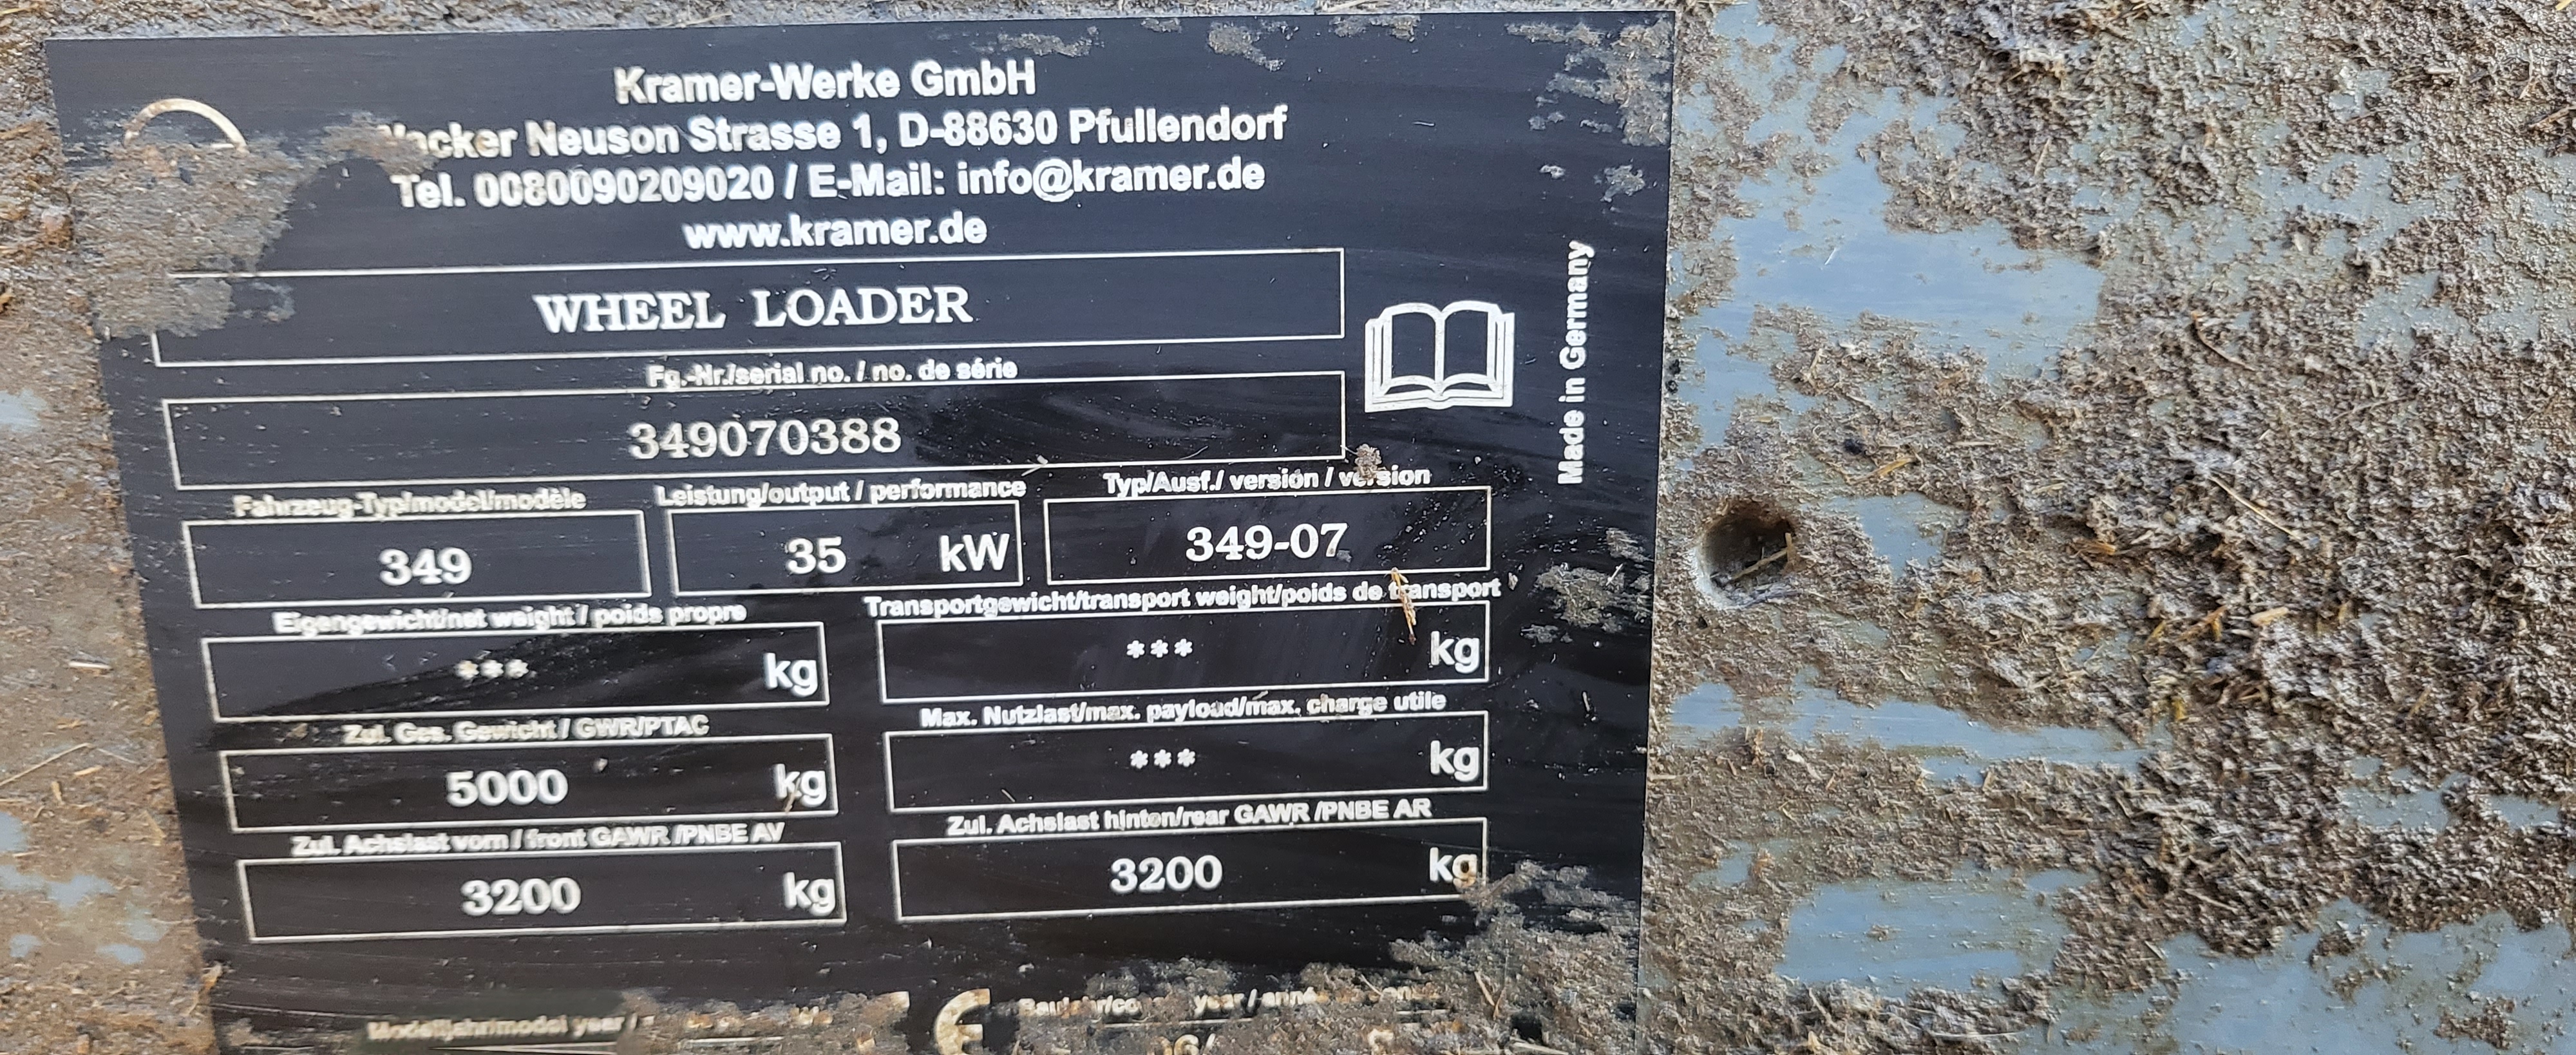 Kramer-Werke GmbH
Neuson Strasse 1, D-88630 Pfullendorf
Tel. 0080090209020 / E-Mail: info@kramer.de
www.kramer.de
WHEEL LOADER
Made in Germany
Fg.-Nr./serial no. / no. de série
349070388
Fahrzeug-Typ/model/modèle Leistung/output / performance Typ/Ausf./ version / version
349 35 kW 349-07
Eigengewicht/net weight / poids propre Transportgewicht/transport weight/poids de transport
*** kg *** kg
Zul. Ges. Gewicht / GWR/PTAC Max. Nutzlast/max. payload/max. charge utile
5000 kg *** kg
Zul. Achslast vorn / front GAWR /PNBE AV Zul. Achslast hinten/rear GAWR /PNBE AR
3200 kg 3200 kg
Modelljahr/model year / year /